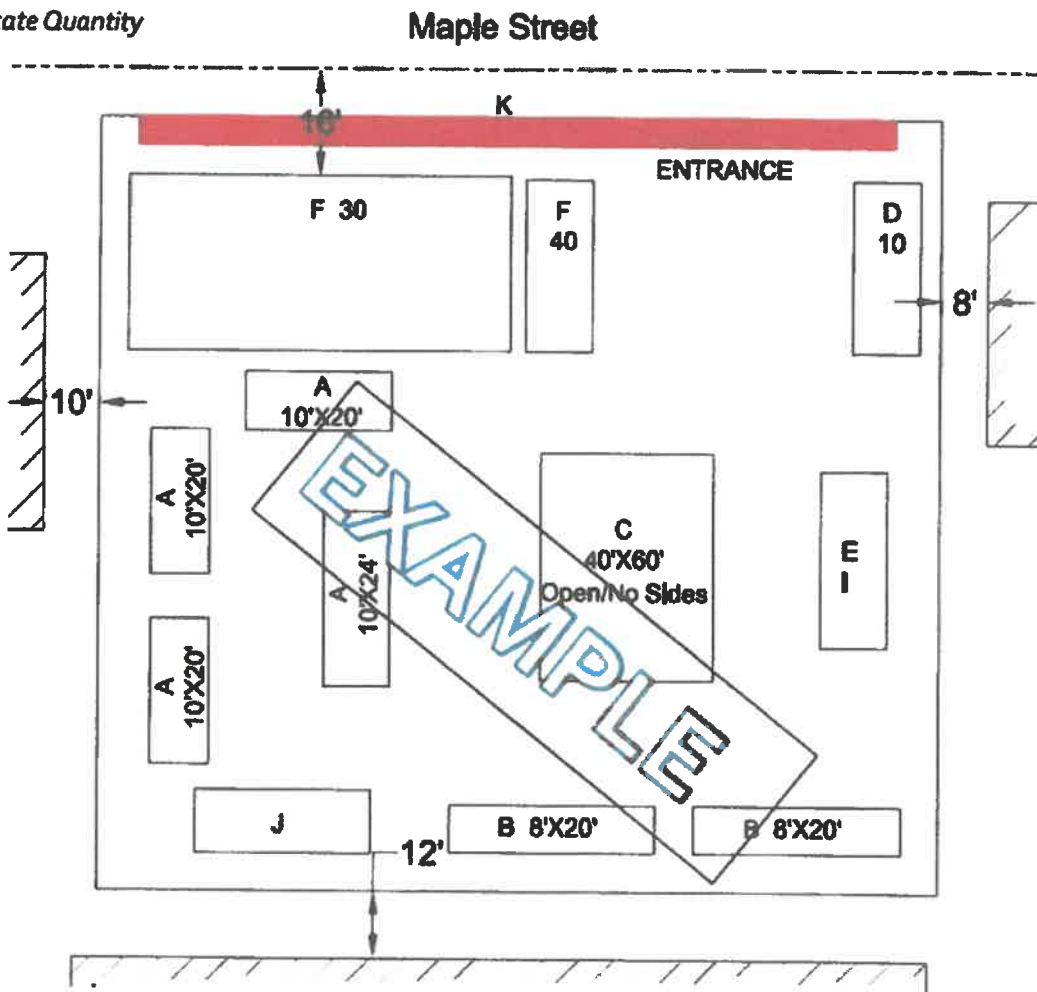 ate Quantity
Maple Street
K
16'
ENTRANCE
F 30
F
40
D
10
8'
10'
A
10'X20'
A
10'X20'
A
10'X24'
C
40'X60'
Open/No Sides
E
I
A
10'X20'
EXAMPLE
J
B 8'X20'
B 8'X20'
12'